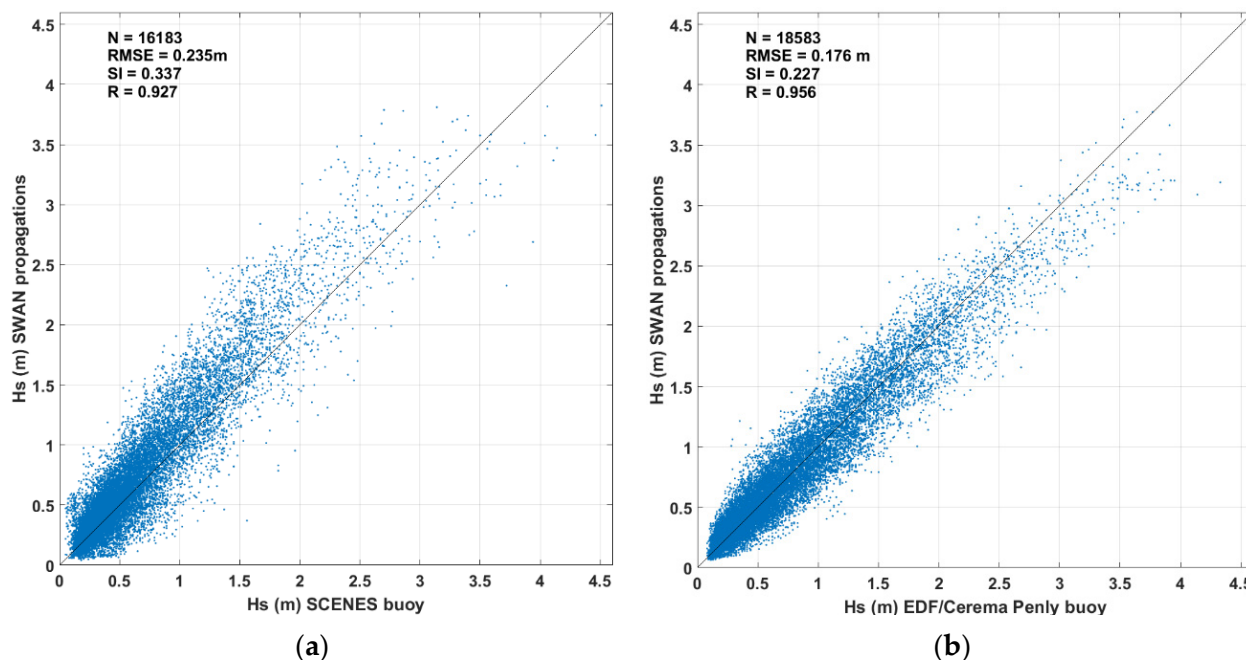 N = 16183
RMSE = 0.235m
SI = 0.337
R = 0.927
4.5
4
3.5
3
2.5
2
1.5
1
0.5
0
Hs (m) SWAN propagations
0 0.5 1 1.5 2 2.5 3 3.5 4 4.5
Hs (m) SCENES buoy
(a)
N = 18583
RMSE = 0.176 m
SI = 0.227
R = 0.956
4.5
4
3.5
3
2.5
2
1.5
1
0.5
0
Hs (m) SWAN propagations
0 0.5 1 1.5 2 2.5 3 3.5 4 4.5
Hs (m) EDF/Cerema Penly buoy
(b)